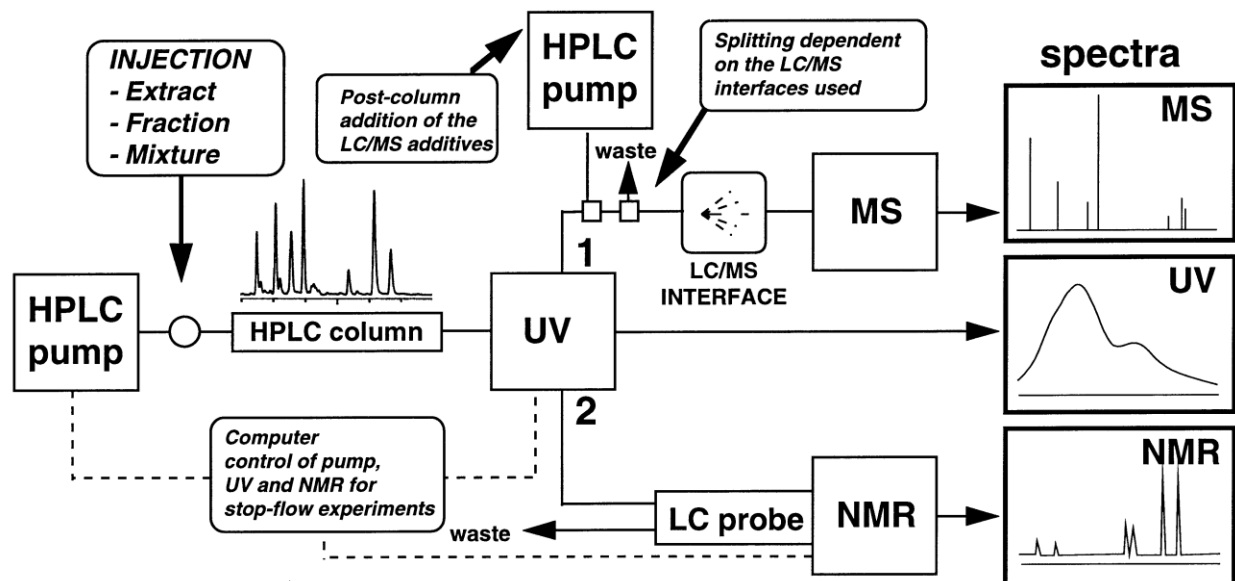 INJECTION
- Extract
- Fraction
- Mixture
Post-column
addition of the
LC/MS additives
HPLC
pump
Splitting dependent
on the LC/MS
interfaces used
spectra
MS
waste
MS
1
LC/MS
INTERFACE
HPLC
pump
HPLC column
UV
UV
2
Computer
control of pump,
UV and NMR for
stop-flow experiments
waste
LC probe
NMR
NMR